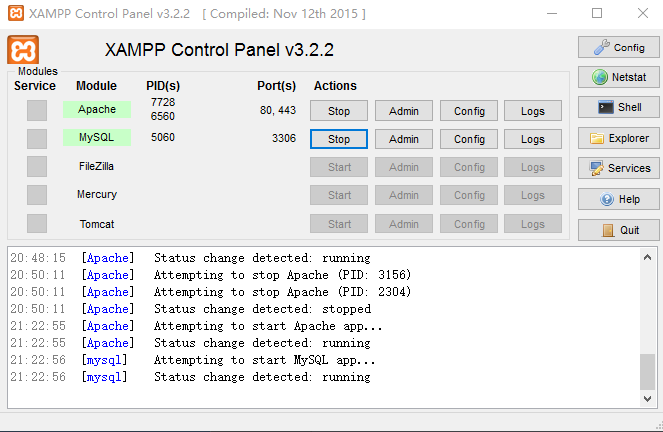 XAMPP Control Panel v3.2.2 [ Compiled: Nov 12th 2015 ]
XAMPP Control Panel v3.2.2
Config
Modules
Service Module PID(s) Port(s) Actions
Netstat
Apache 7728 6560 80, 443 Stop Admin Config Logs
Shell
MySQL 5060 3306 Stop Admin Config Logs
Explorer
FileZilla Start Admin Config Logs
Services
Mercury Start Admin Config Logs
Help
Tomcat Start Admin Config Logs
Quit
20:48:15 [Apache] Status change detected: running
20:50:11 [Apache] Attempting to stop Apache (PID: 3156)
20:50:11 [Apache] Attempting to stop Apache (PID: 2304)
20:50:11 [Apache] Status change detected: stopped
21:22:55 [Apache] Attempting to start Apache app...
21:22:55 [Apache] Status change detected: running
21:22:56 [mysql] Attempting to start MySQL app...
21:22:56 [mysql] Status change detected: running